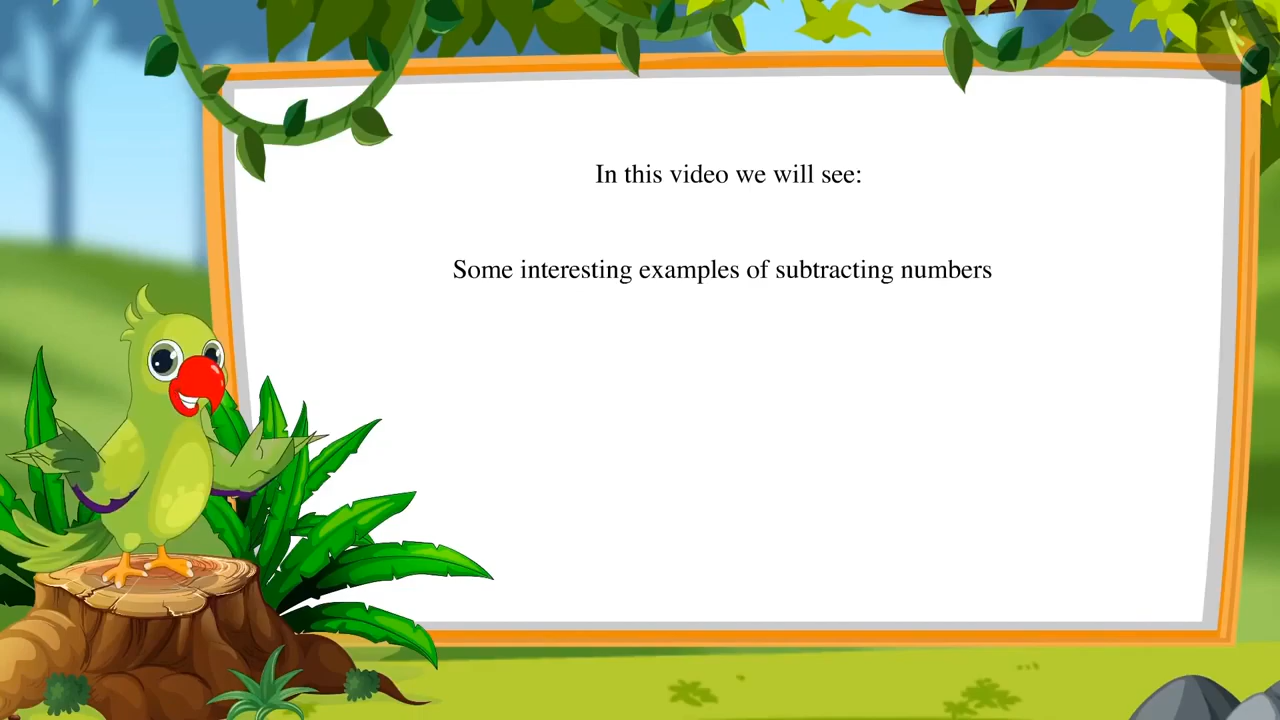 In this video we will see:
Some interesting examples of subtracting numbers